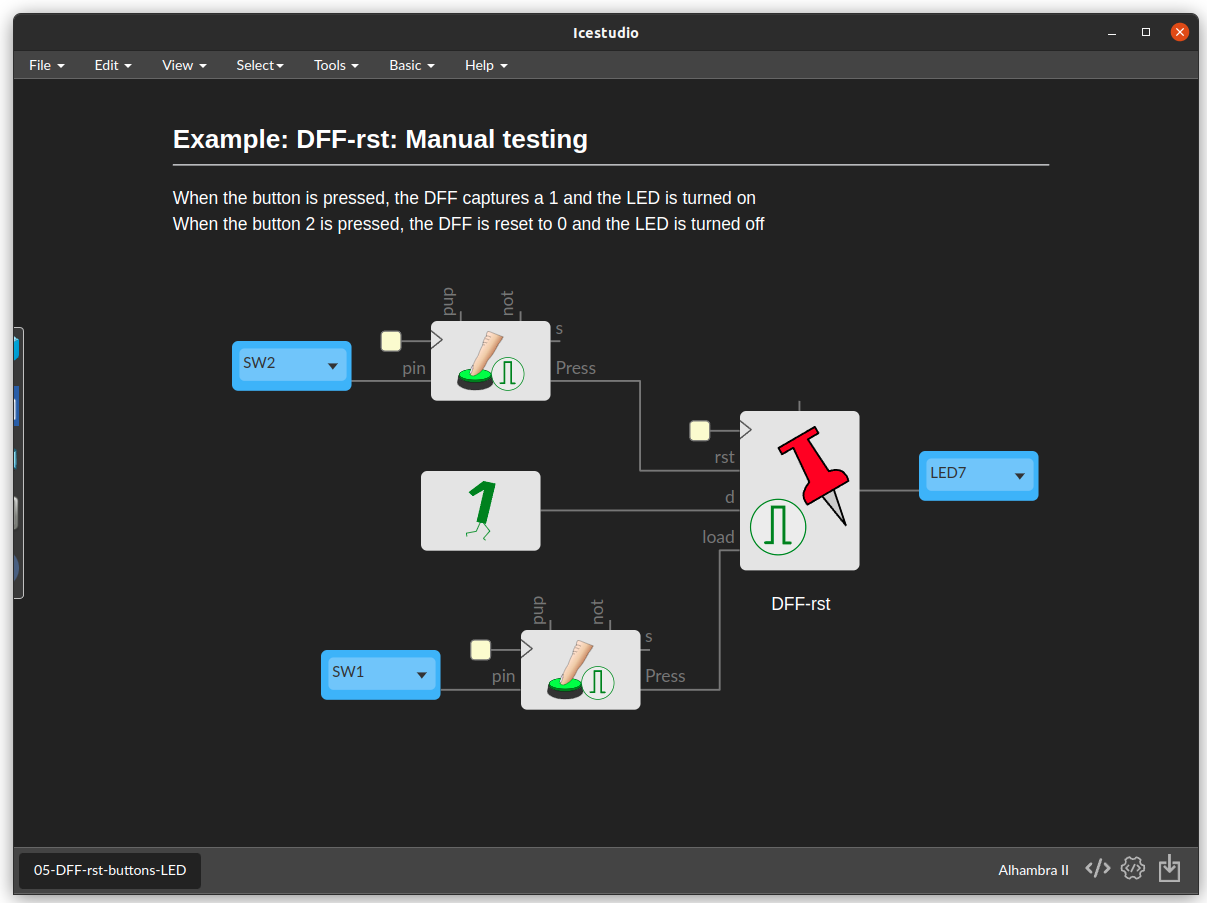 Icestudio
File Edit View Select Tools Basic Help
Example: DFF-rst: Manual testing
When the button is pressed, the DFF captures a 1 and the LED is turned on
When the button 2 is pressed, the DFF is reset to 0 and the LED is turned off
pup not
s
SW2
pin
Press
rst
LED7
d
1
load
DFF-rst
pup not
s
SW1
pin
Press
05-DFF-rst-buttons-LED
Alhambra II